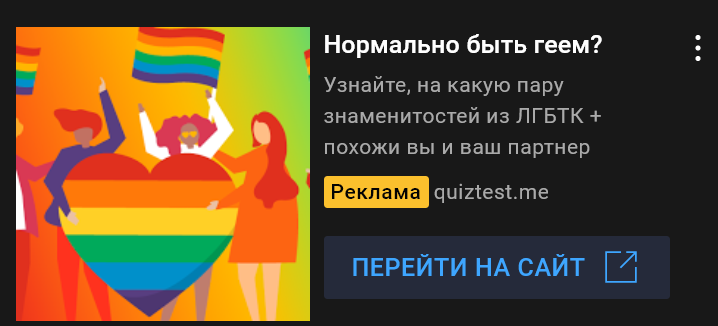 Нормально быть геем?
Узнайте, на какую пару
знаменитостей из ЛГБТК +
похожи вы и ваш партнер
Реклама quiztest.me
ПЕРЕЙТИ НА САЙТ